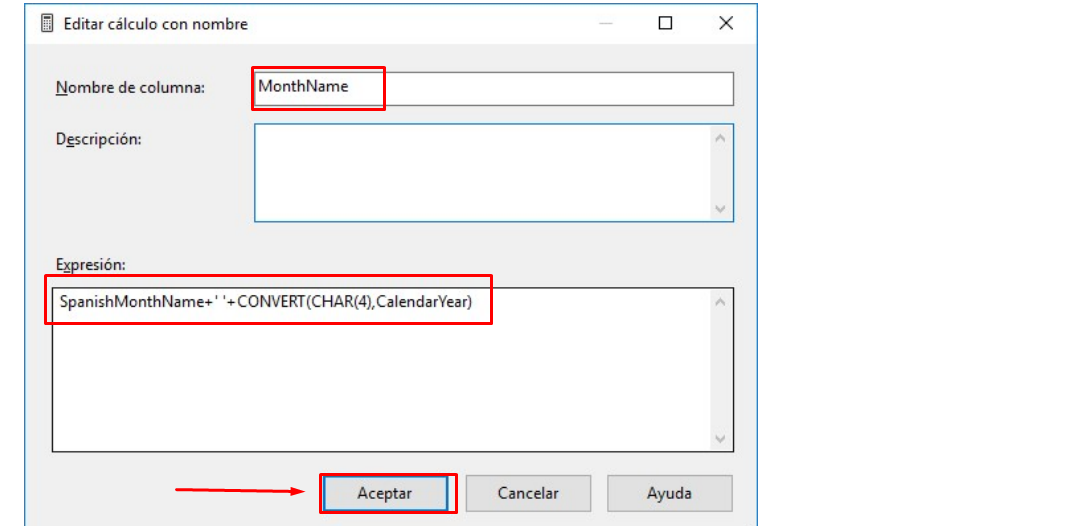 Editar cálculo con nombre
Nombre de columna:
MonthName
Descripción:
Expresión:
SpanishMonthName+' '+CONVERT(CHAR(4),CalendarYear)
Aceptar
Cancelar
Ayuda